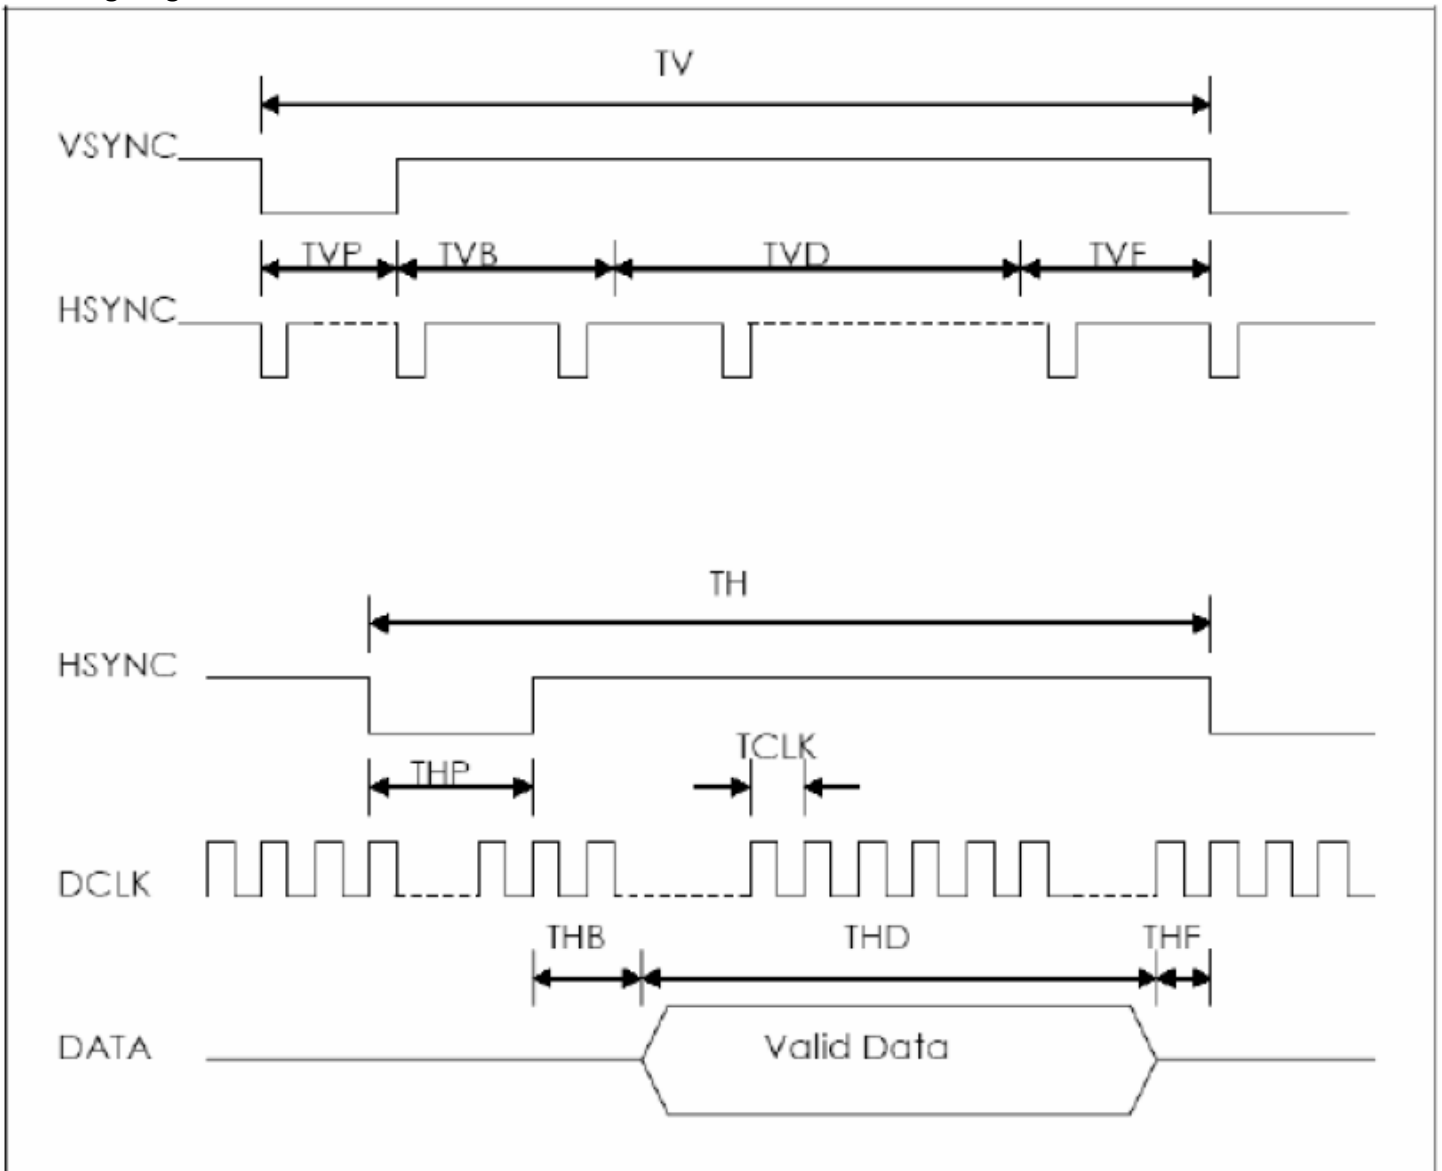 TV
VSYNC
TVP TVB TVD TVF
HSYNC
TH
HSYNC
TCLK
THP
DCLK
THB THD THF
DATA Valid Data